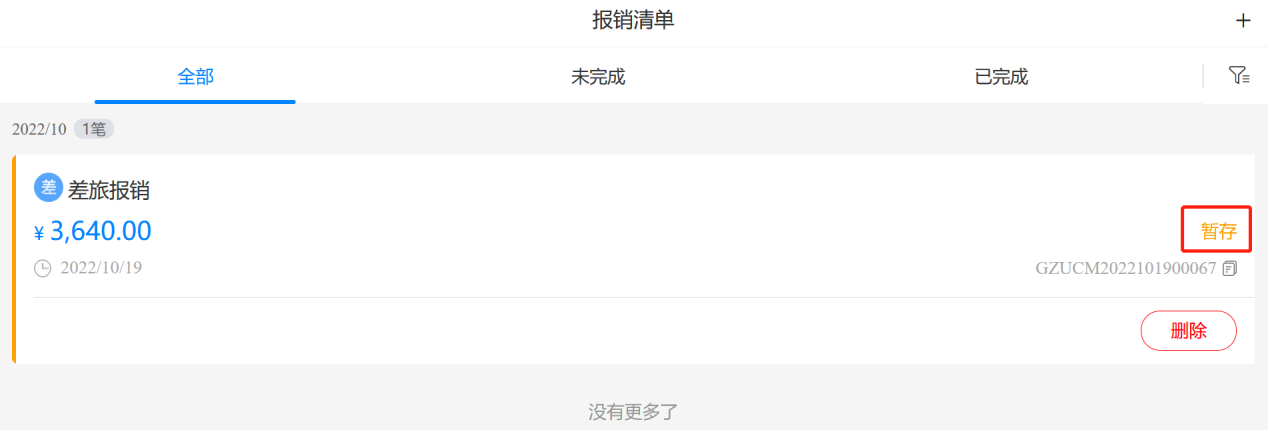 报销清单 +
全部 未完成 已完成
2022/10 1笔
差 差旅报销
¥ 3,640.00 暂存
2022/10/19 GZUCM2022101900067
删除
没有更多了